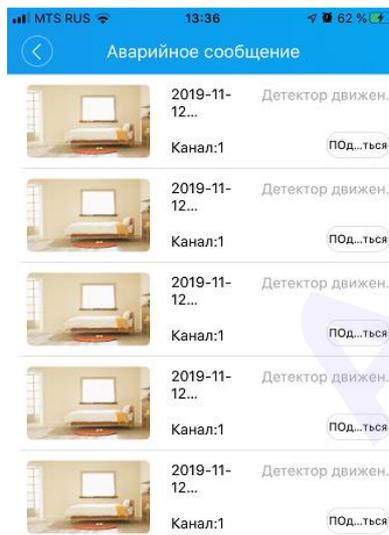 MTS RUS 13:36 62 %
Аварийное сообщение
2019-11-
12...
Детектор движен.
Канал:1
ПОд...ться
2019-11-
12...
Детектор движен.
Канал:1
ПОд...ться
2019-11-
12...
Детектор движен.
Канал:1
ПОд...ться
2019-11-
12...
Детектор движен.
Канал:1
ПОд...ться
2019-11-
12...
Детектор движен.
Канал:1
ПОд...ться